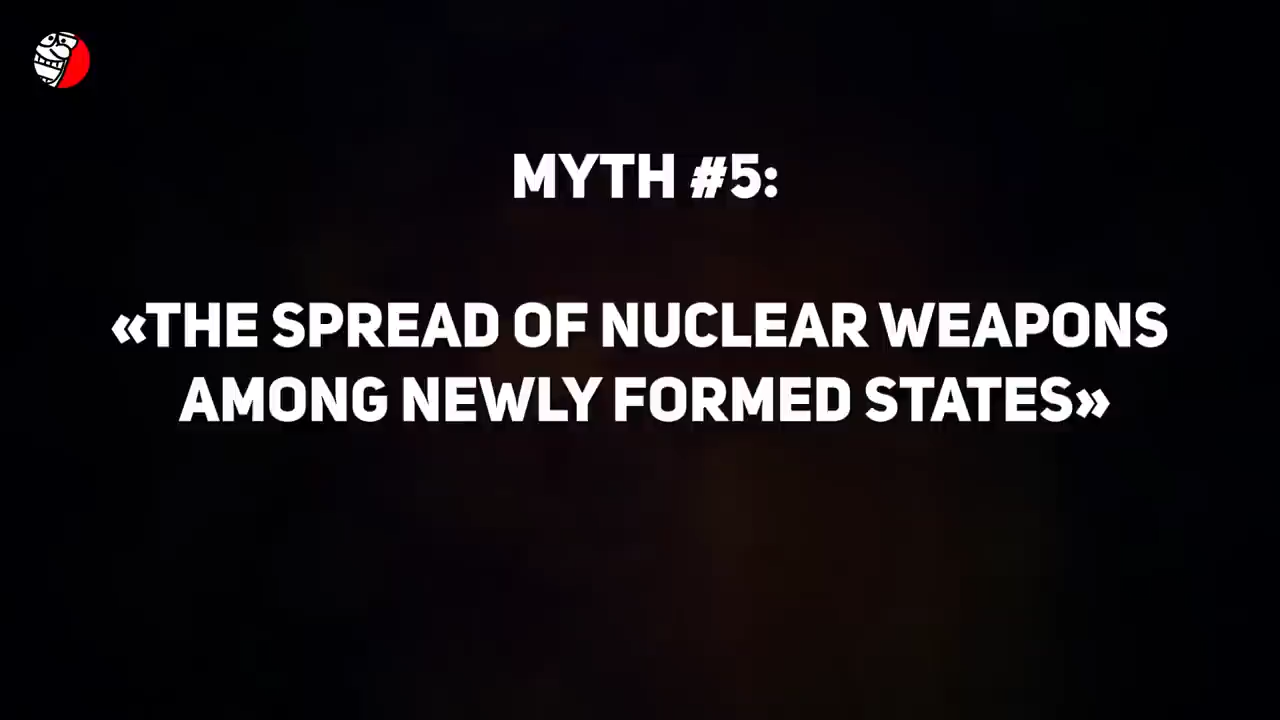 MYTH #5:
«THE SPREAD OF NUCLEAR WEAPONS
AMONG NEWLY FORMED STATES»